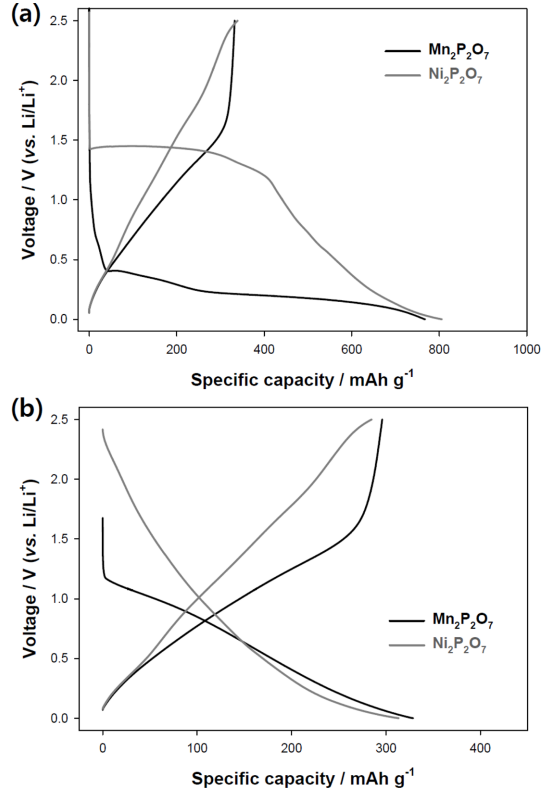 (a)
2.5
2.0
1.5
1.0
0.5
0.0
Voltage / V (vs. Li/Li⁺)
Mn₂P₂O₇
Ni₂P₂O₇
0 200 400 600 800 1000
Specific capacity / mAh g⁻¹
(b)
2.5
2.0
1.5
1.0
0.5
0.0
Voltage / V (vs. Li/Li⁺)
Mn₂P₂O₇
Ni₂P₂O₇
0 100 200 300 400
Specific capacity / mAh g⁻¹